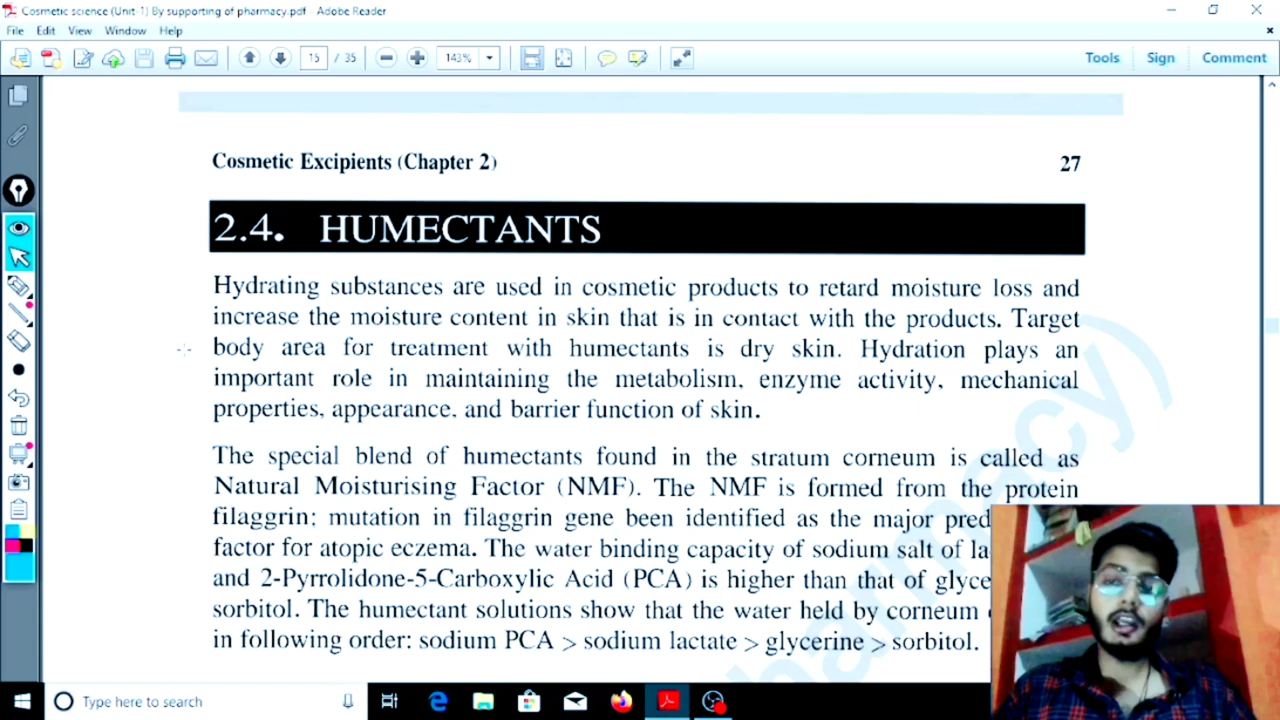 Cosmetic science (Unit-1) By supporting of pharmacy.pdf - Adobe Reader
File Edit View Window Help
15 / 35 143% Tools Sign Comment
Cosmetic Excipients (Chapter 2) 27
2.4. HUMECTANTS
Hydrating substances are used in cosmetic products to retard moisture loss and
increase the moisture content in skin that is in contact with the products. Target
body area for treatment with humectants is dry skin. Hydration plays an
important role in maintaining the metabolism, enzyme activity, mechanical
properties, appearance, and barrier function of skin.
The special blend of humectants found in the stratum corneum is called as
Natural Moisturising Factor (NMF). The NMF is formed from the protein
filaggrin; mutation in filaggrin gene been identified as the major pred
factor for atopic eczema. The water binding capacity of sodium salt of la
and 2-Pyrrolidone-5-Carboxylic Acid (PCA) is higher than that of glyce
sorbitol. The humectant solutions show that the water held by corneum
in following order: sodium PCA > sodium lactate > glycerine > sorbitol.
harmacy)
Type here to search